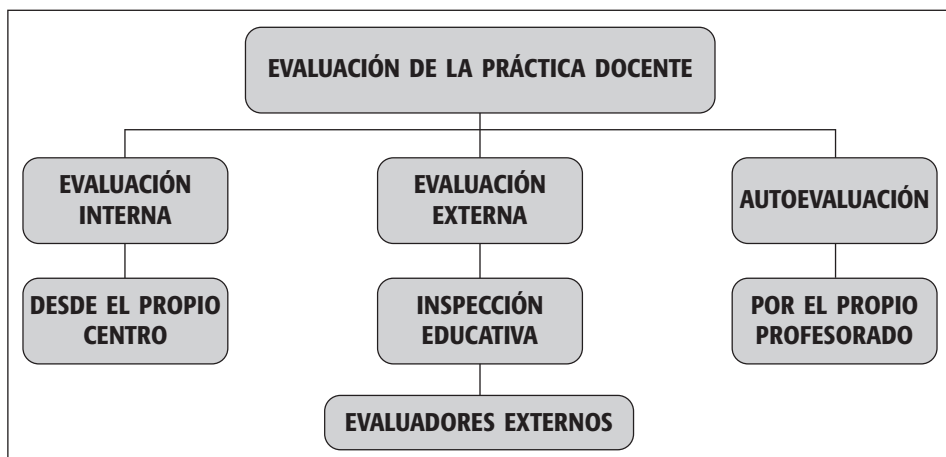 EVALUACIÓN DE LA PRÁCTICA DOCENTE
EVALUACIÓN
INTERNA
EVALUACIÓN
EXTERNA
AUTOEVALUACIÓN
DESDE EL PROPIO
CENTRO
INSPECCIÓN
EDUCATIVA
POR EL PROPIO
PROFESORADO
EVALUADORES EXTERNOS